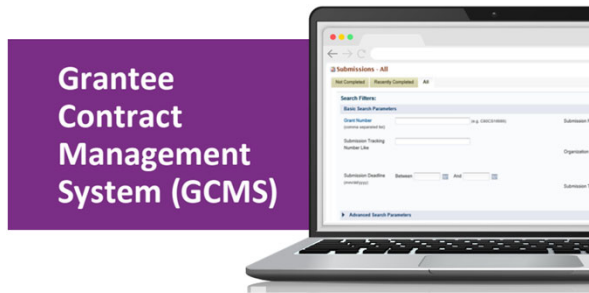 Grantee
Contract
Management
System (GCMS)
Submissions - All
Not Completed Recently Completed All
Search Filters:
Basic Search Parameters
Grant Number
(comma separated list)
Submission Tracking
Number Like
Organization
Submission Deadline Between And
Advanced Search Parameters